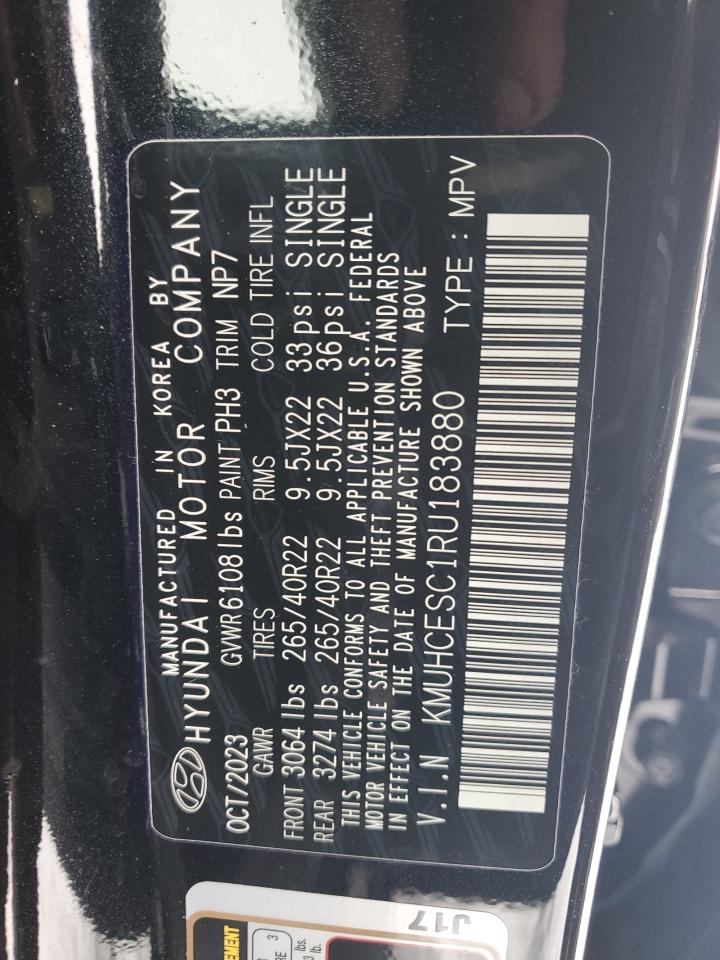 MANUFACTURED IN KOREA BY
HYUNDAI MOTOR COMPANY
OCT/2023 GVWR 6108 lbs PAINT PH3 TRIM NP7
GAWR TIRES RIMS COLD TIRE INFL
FRONT 3064 lbs 265/40R22 9.5JX22 33psi SINGLE
REAR 3274 lbs 265/40R22 9.5JX22 36psi SINGLE
THIS VEHICLE CONFORMS TO ALL APPLICABLE U.S.A. FEDERAL
MOTOR VEHICLE SAFETY AND THEFT PREVENTION STANDARDS
IN EFFECT ON THE DATE OF MANUFACTURE SHOWN ABOVE
V.I.N KMUHCESC1RU183880 TYPE : MPV
J17